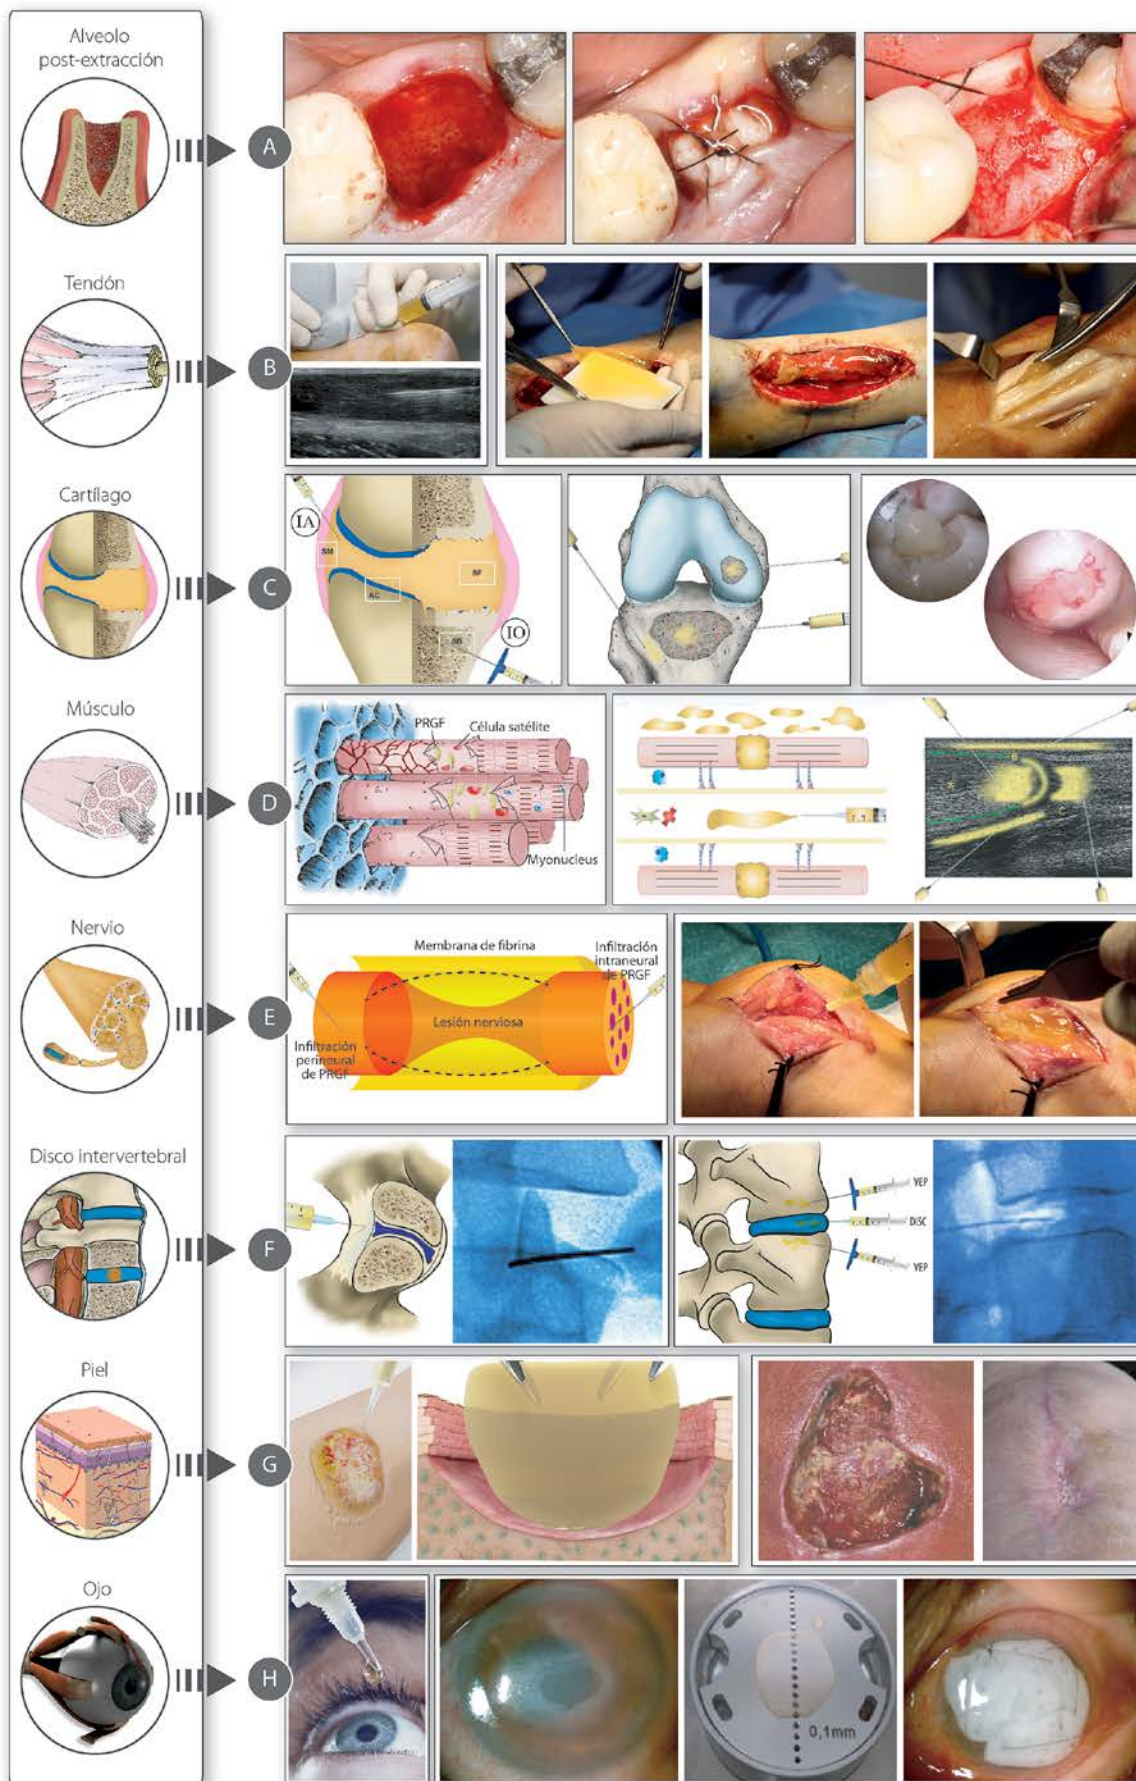 Alveolo
post-extracción
A
Tendón
B
Cartílago
C
IA
SM
AC
SF
SB
IO
Músculo
D
PRGF
Célula satélite
Myonucleus
Nervio
E
Membrana de fibrina
Infiltración
intraneural
de PRGF
Lesión nerviosa
Infiltración
perineural
de PRGF
Disco intervertebral
F
VEP
DISC
VEP
Piel
G
Ojo
H
0,1mm